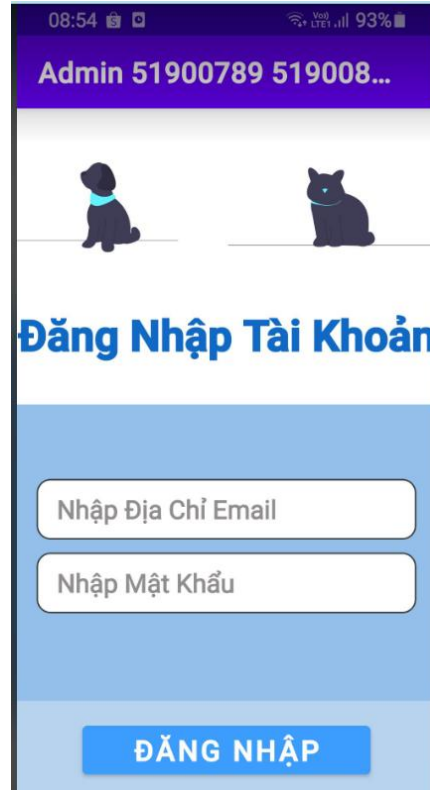 08:54 93%
Admin 51900789 519008...
Đăng Nhập Tài Khoản
Nhập Địa Chỉ Email
Nhập Mật Khẩu
ĐĂNG NHẬP